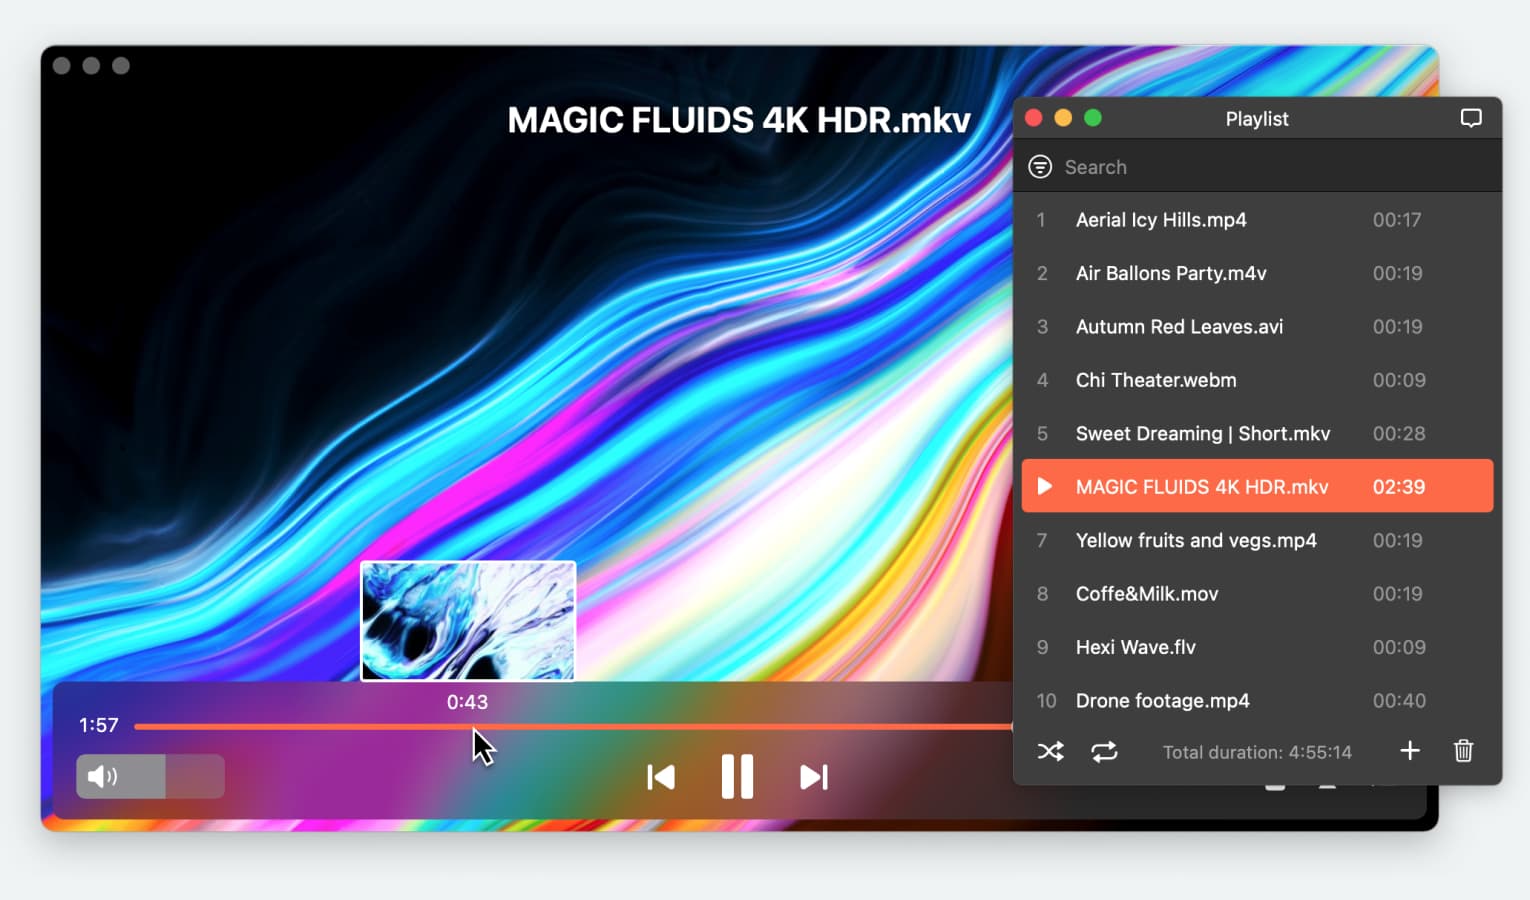 MAGIC FLUIDS 4K HDR.mkv
0:43
1:57
Playlist
Search
1 Aerial Icy Hills.mp4 00:17
2 Air Ballons Party.m4v 00:19
3 Autumn Red Leaves.avi 00:19
4 Chi Theater.webm 00:09
5 Sweet Dreaming | Short.mkv 00:28
MAGIC FLUIDS 4K HDR.mkv 02:39
7 Yellow fruits and vegs.mp4 00:19
8 Coffe&Milk.mov 00:19
9 Hexi Wave.flv 00:09
10 Drone footage.mp4 00:40
Total duration: 4:55:14